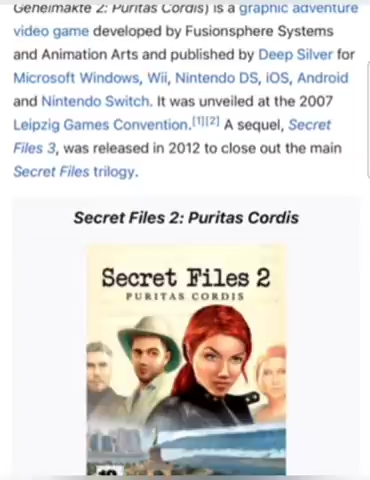 Geheimakte 2: Puritas Cordis) is a graphic adventure
video game developed by Fusionsphere Systems
and Animation Arts and published by Deep Silver for
Microsoft Windows, Wii, Nintendo DS, iOS, Android
and Nintendo Switch. It was unveiled at the 2007
Leipzig Games Convention.[1][2] A sequel, Secret
Files 3, was released in 2012 to close out the main
Secret Files trilogy.
Secret Files 2: Puritas Cordis
Secret Files 2
PURITAS CORDIS